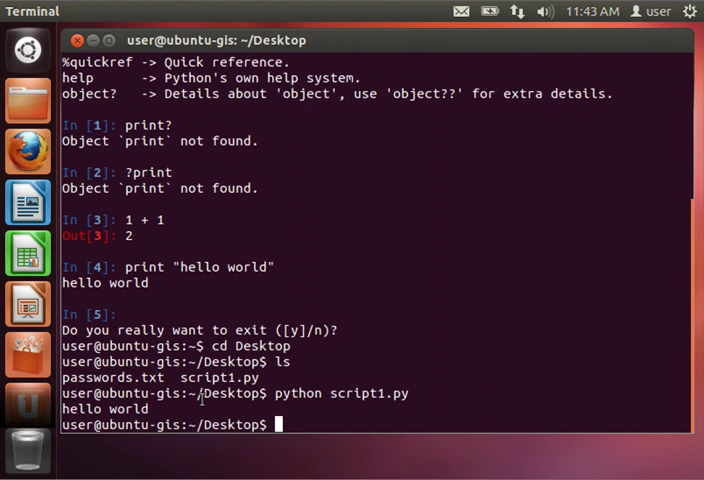 Terminal
11:43 AM
user
user@ubuntu-gis: ~/Desktop
%quickref -> Quick reference.
help      -> Python's own help system.
object?   -> Details about 'object', use 'object??' for extra details.
In [1]: print?
Object `print` not found.
In [2]: ?print
Object `print` not found.
In [3]: 1 + 1
Out[3]: 2
In [4]: print "hello world"
hello world
In [5]:
Do you really want to exit ([y]/n)?
user@ubuntu-gis:~$ cd Desktop
user@ubuntu-gis:~/Desktop$ ls
passwords.txt  script1.py
user@ubuntu-gis:~/Desktop$ python script1.py
hello world
user@ubuntu-gis:~/Desktop$